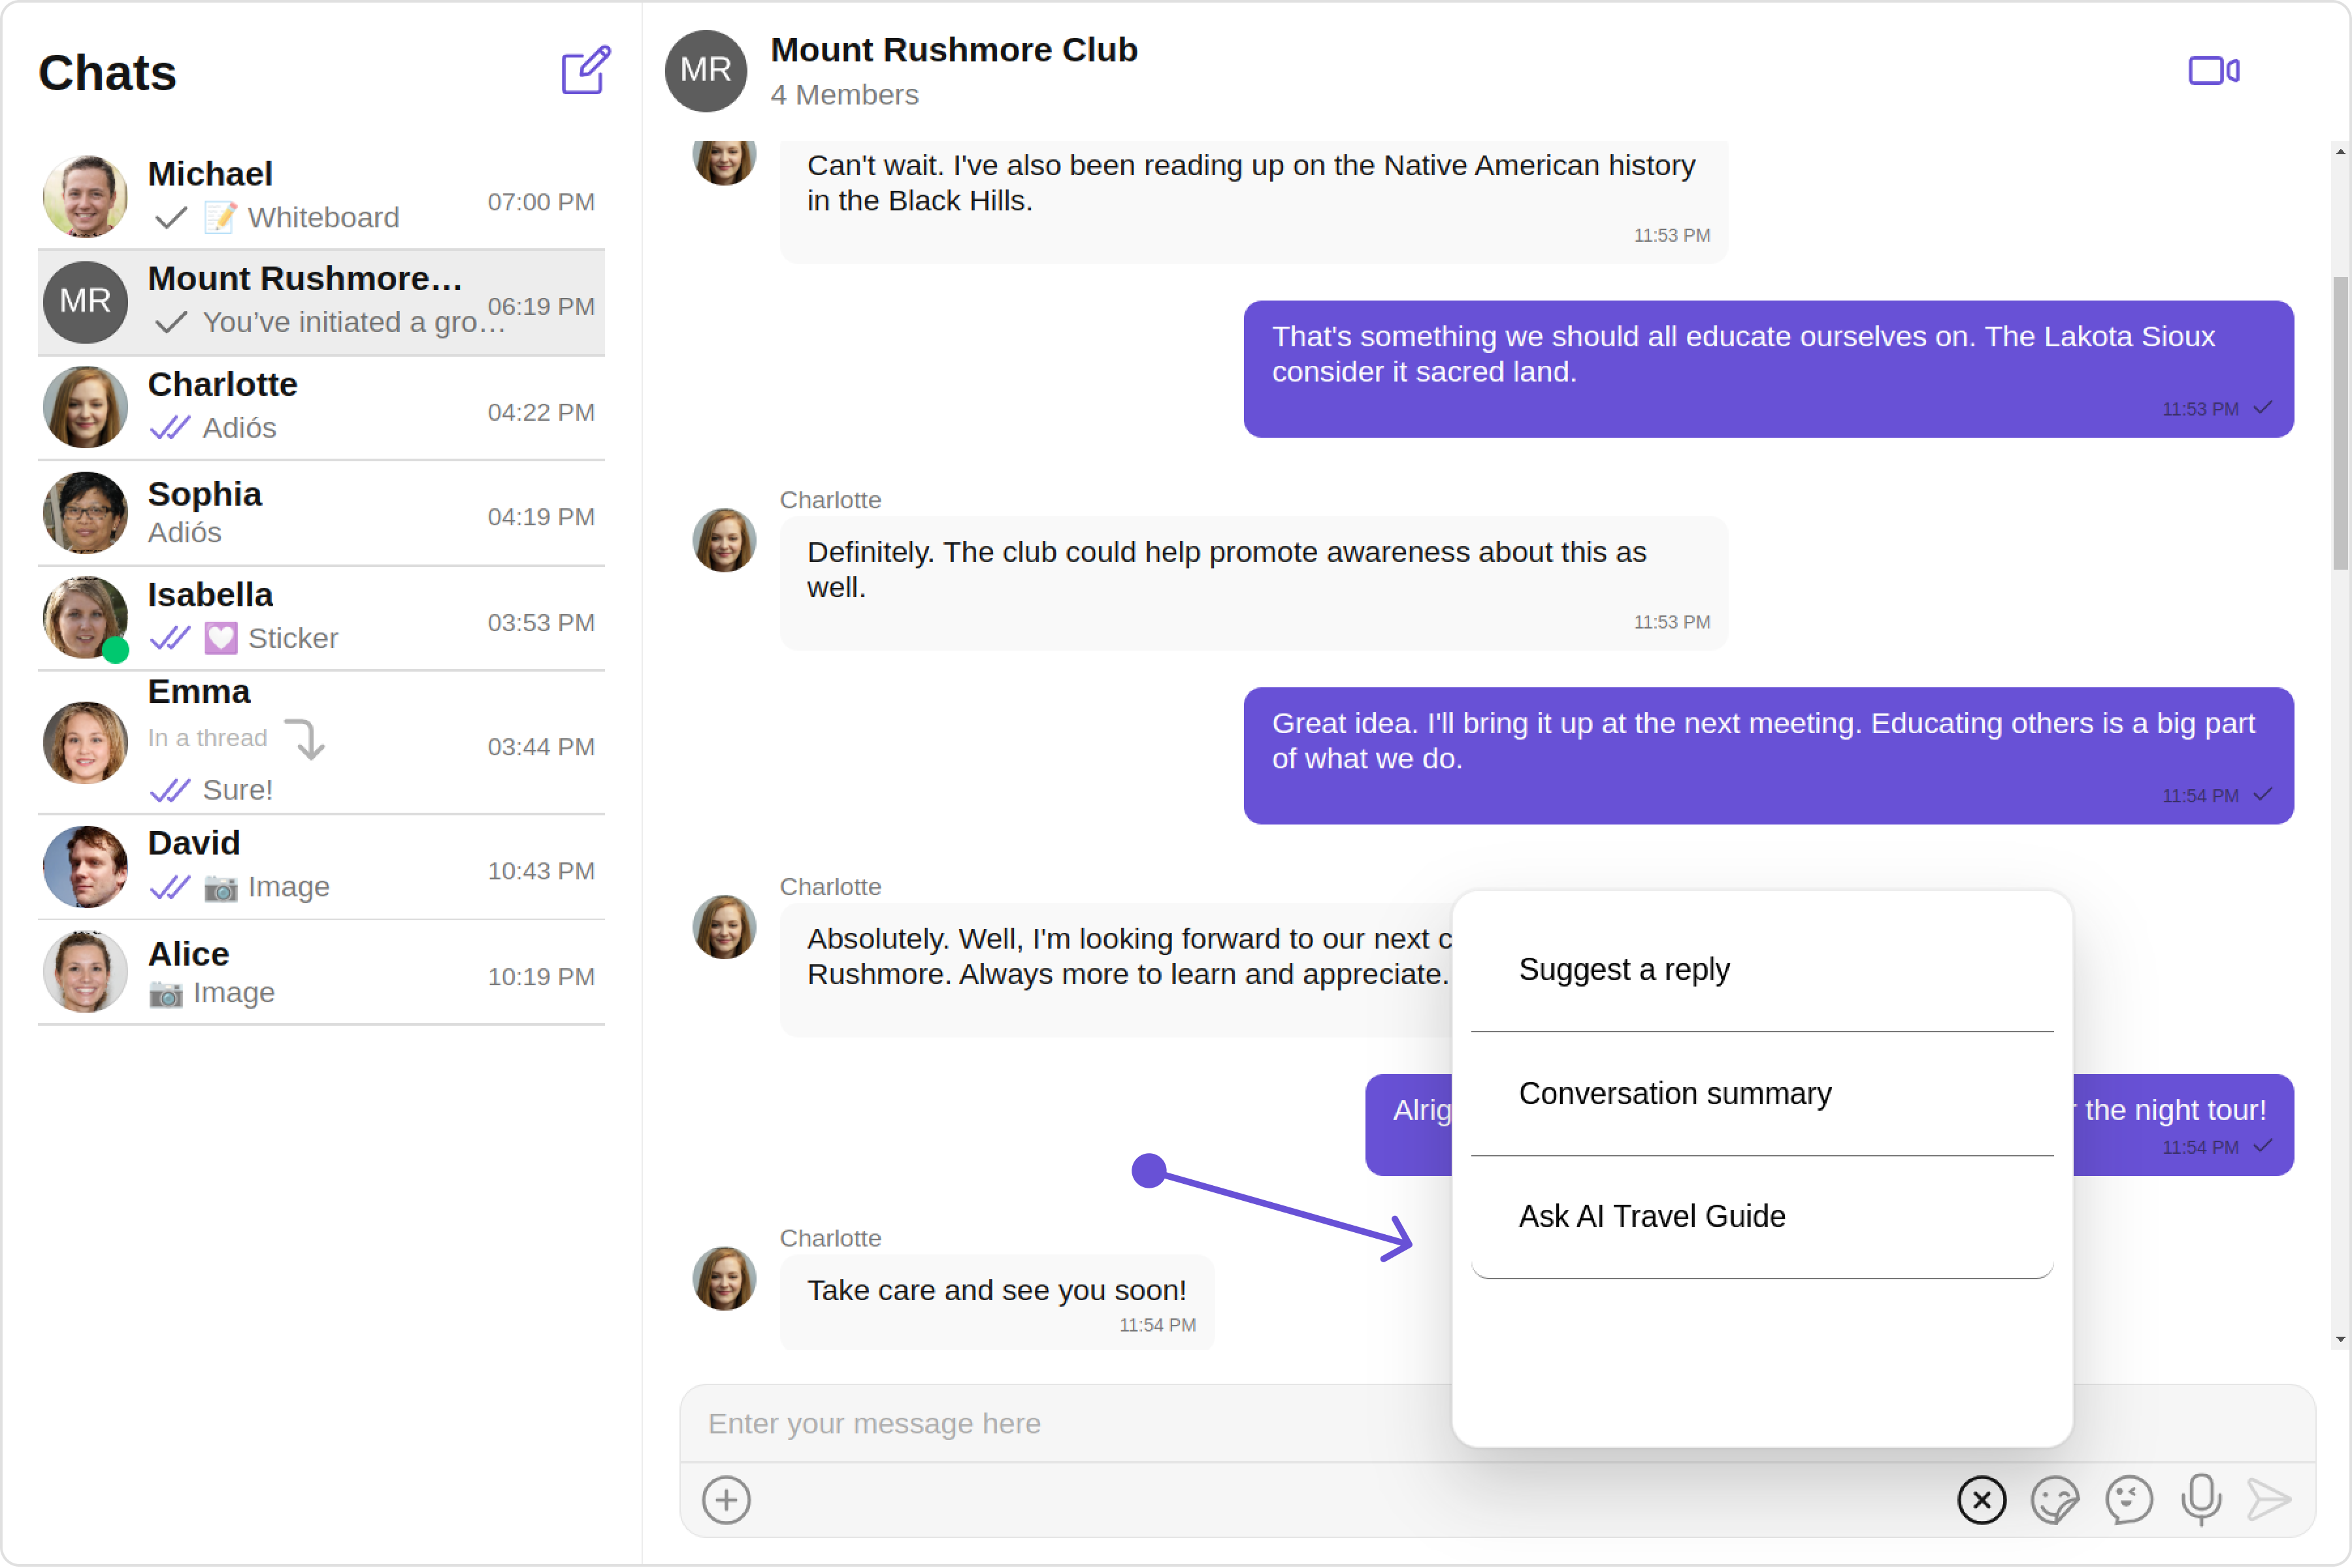 Chats
Michael
📝 Whiteboard
07:00 PM
MR
Mount Rushmore…
You’ve initiated a gro…
06:19 PM
Charlotte
Adiós
04:22 PM
Sophia
Adiós
04:19 PM
Isabella
💟 Sticker
03:53 PM
Emma
In a thread
Sure!
03:44 PM
David
📷 Image
10:43 PM
Alice
📷 Image
10:19 PM
MR
Mount Rushmore Club
4 Members
Can't wait. I've also been reading up on the Native American history
in the Black Hills.
11:53 PM
That's something we should all educate ourselves on. The Lakota Sioux
consider it sacred land.
11:53 PM
Charlotte
Definitely. The club could help promote awareness about this as
well.
11:53 PM
Great idea. I'll bring it up at the next meeting. Educating others is a big part
of what we do.
11:54 PM
Charlotte
Absolutely. Well, I'm looking forward to our next
Rushmore. Always more to learn and appreciate.
the night tour!
11:54 PM
Charlotte
Take care and see you soon!
11:54 PM
Suggest a reply
Conversation summary
Ask AI Travel Guide
Enter your message here